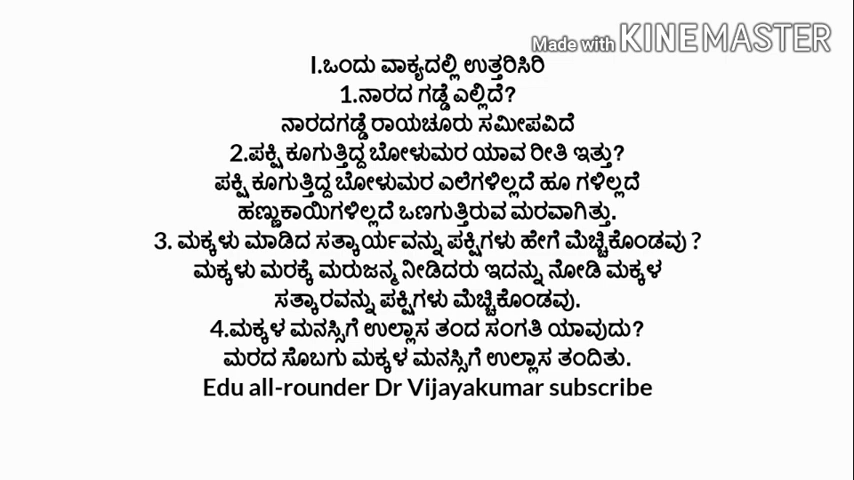 Made with KINEMASTER
I.ಒಂದು ವಾಕ್ಯದಲ್ಲಿ ಉತ್ತರಿಸಿರಿ
1.ನಾರದ ಗಡ್ಡೆ ಎಲ್ಲಿದೆ?
ನಾರದಗಡ್ಡೆ ರಾಯಚೂರು ಸಮೀಪವಿದೆ
2.ಪಕ್ಷಿ ಕೂಗುತ್ತಿದ್ದ ಬೋಳುಮರ ಯಾವ ರೀತಿ ಇತ್ತು?
ಪಕ್ಷಿ ಕೂಗುತ್ತಿದ್ದ ಬೋಳುಮರ ಎಲೆಗಳಿಲ್ಲದೆ ಹೂ ಗಳಿಲ್ಲದೆ
ಹಣ್ಣುಕಾಯಿಗಳಿಲ್ಲದೆ ಒಣಗುತ್ತಿರುವ ಮರವಾಗಿತ್ತು.
3. ಮಕ್ಕಳು ಮಾಡಿದ ಸತ್ಕಾರ್ಯವನ್ನು ಪಕ್ಷಿಗಳು ಹೇಗೆ ಮೆಚ್ಚಿಕೊಂಡವು ?
ಮಕ್ಕಳು ಮರಕ್ಕೆ ಮರುಜನ್ಮ ನೀಡಿದರು ಇದನ್ನು ನೋಡಿ ಮಕ್ಕಳ
ಸತ್ಕಾರವನ್ನು ಪಕ್ಷಿಗಳು ಮೆಚ್ಚಿಕೊಂಡವು.
4.ಮಕ್ಕಳ ಮನಸ್ಸಿಗೆ ಉಲ್ಲಾಸ ತಂದ ಸಂಗತಿ ಯಾವುದು?
ಮರದ ಸೊಬಗು ಮಕ್ಕಳ ಮನಸ್ಸಿಗೆ ಉಲ್ಲಾಸ ತಂದಿತು.
Edu all-rounder Dr Vijayakumar subscribe